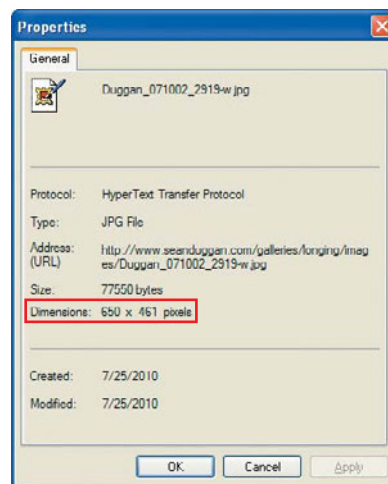 Properties
General
Duggan_071002_2919-w.jpg
Protocol: HyperText Transfer Protocol
Type: JPG File
Address: http://www.seanduggan.com/galleries/longing/imag
(URL) es/Duggan_071002_2919-w.jpg
Size: 77550 bytes
Dimensions: 650 x 461 pixels
Created: 7/25/2010
Modified: 7/25/2010
OK Cancel Apply